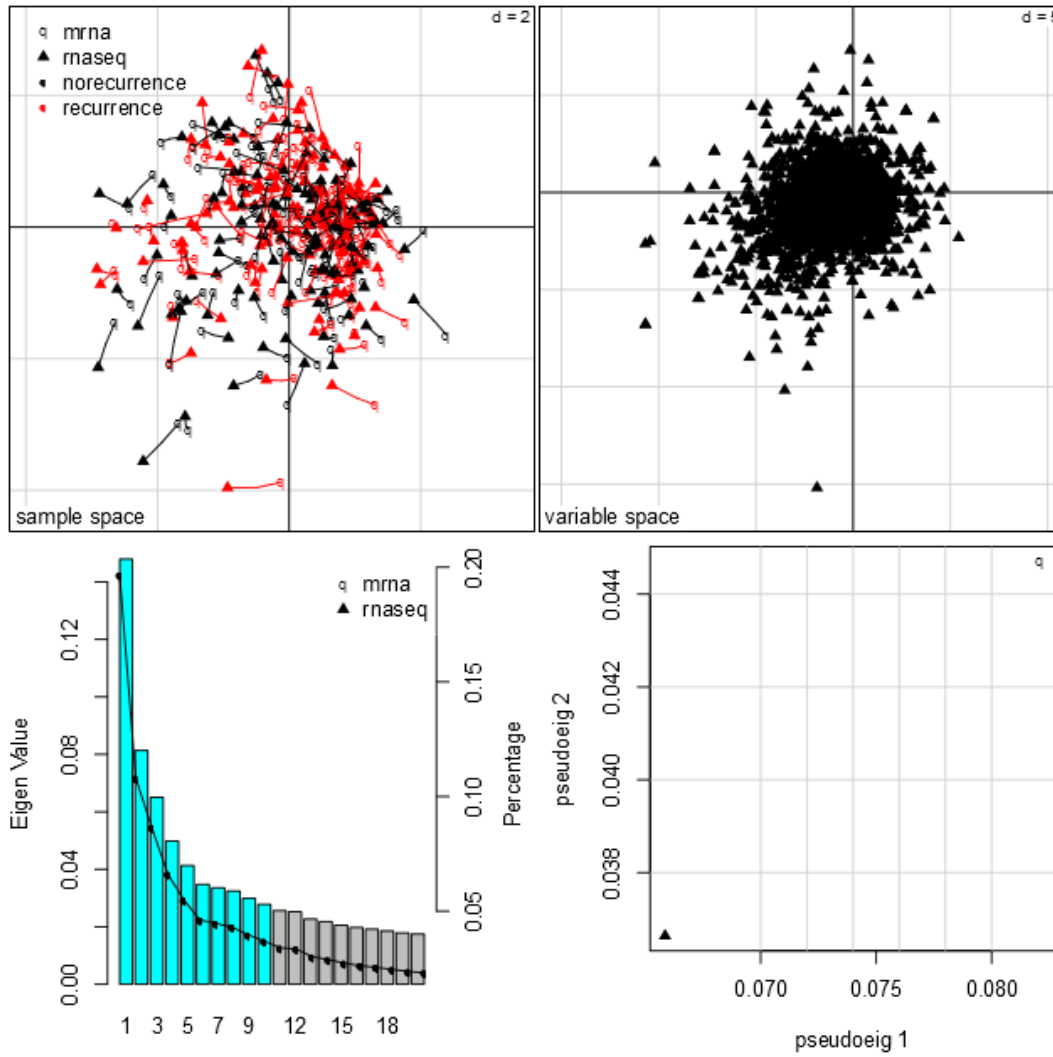 d = 2
mrna
rnaseq
norecurrence
recurrence
sample space
d = 5
variable space
mrna
rnaseq
Eigen Value
0.00
0.04
0.08
0.12
Percentage
0.05
0.10
0.15
0.20
1 3 5 7 9 12 15 18
pseudoeig 2
0.038
0.040
0.042
0.044
0.070 0.075 0.080
pseudoeig 1